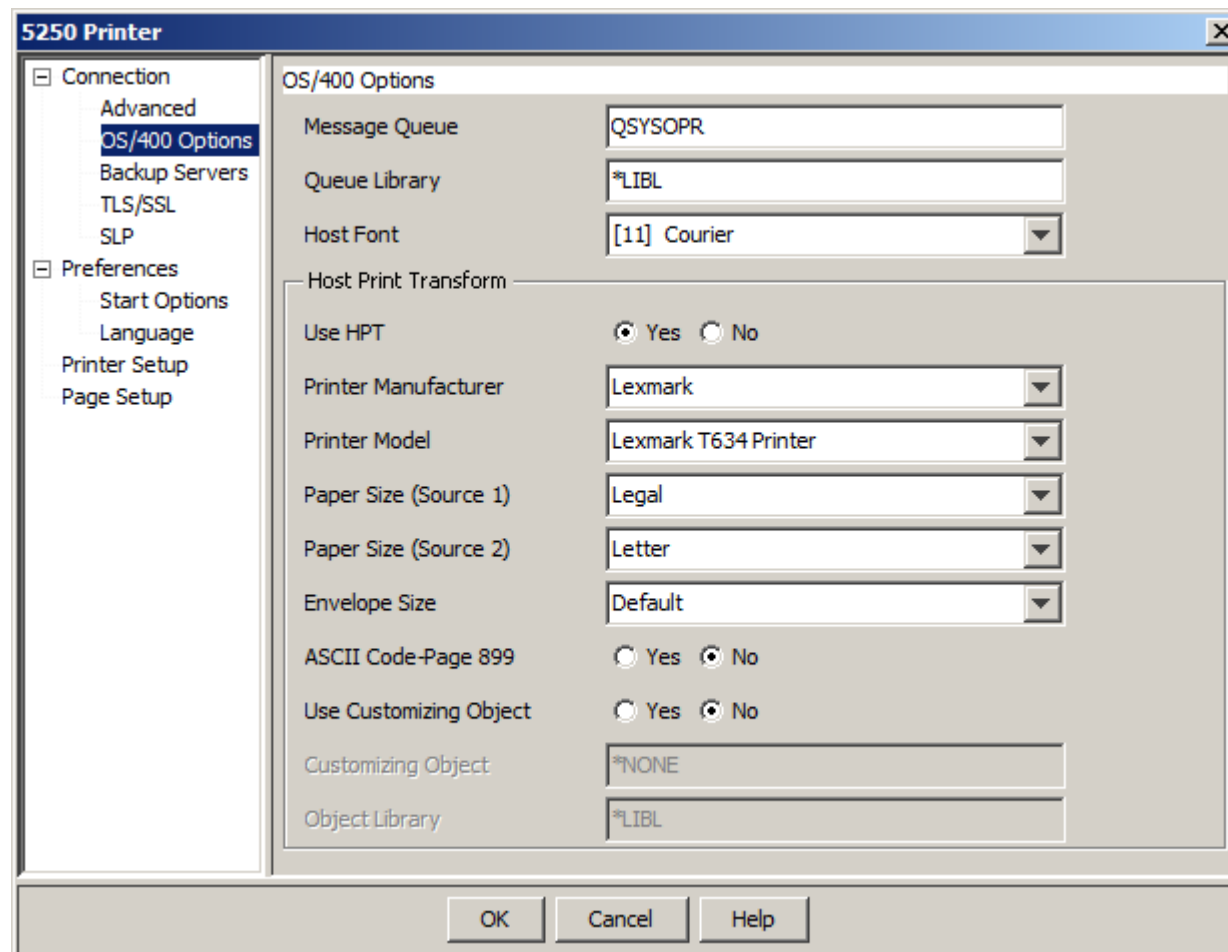 5250 Printer
Connection
Advanced
OS/400 Options
Backup Servers
TLS/SSL
SLP
Preferences
Start Options
Language
Printer Setup
Page Setup
OS/400 Options
Message Queue QSYSOPR
Queue Library *LIBL
Host Font [11] Courier
Host Print Transform
Use HPT Yes No
Printer Manufacturer Lexmark
Printer Model Lexmark T634 Printer
Paper Size (Source 1) Legal
Paper Size (Source 2) Letter
Envelope Size Default
ASCII Code-Page 899 Yes No
Use Customizing Object Yes No
Customizing Object *NONE
Object Library *LIBL
OK Cancel Help